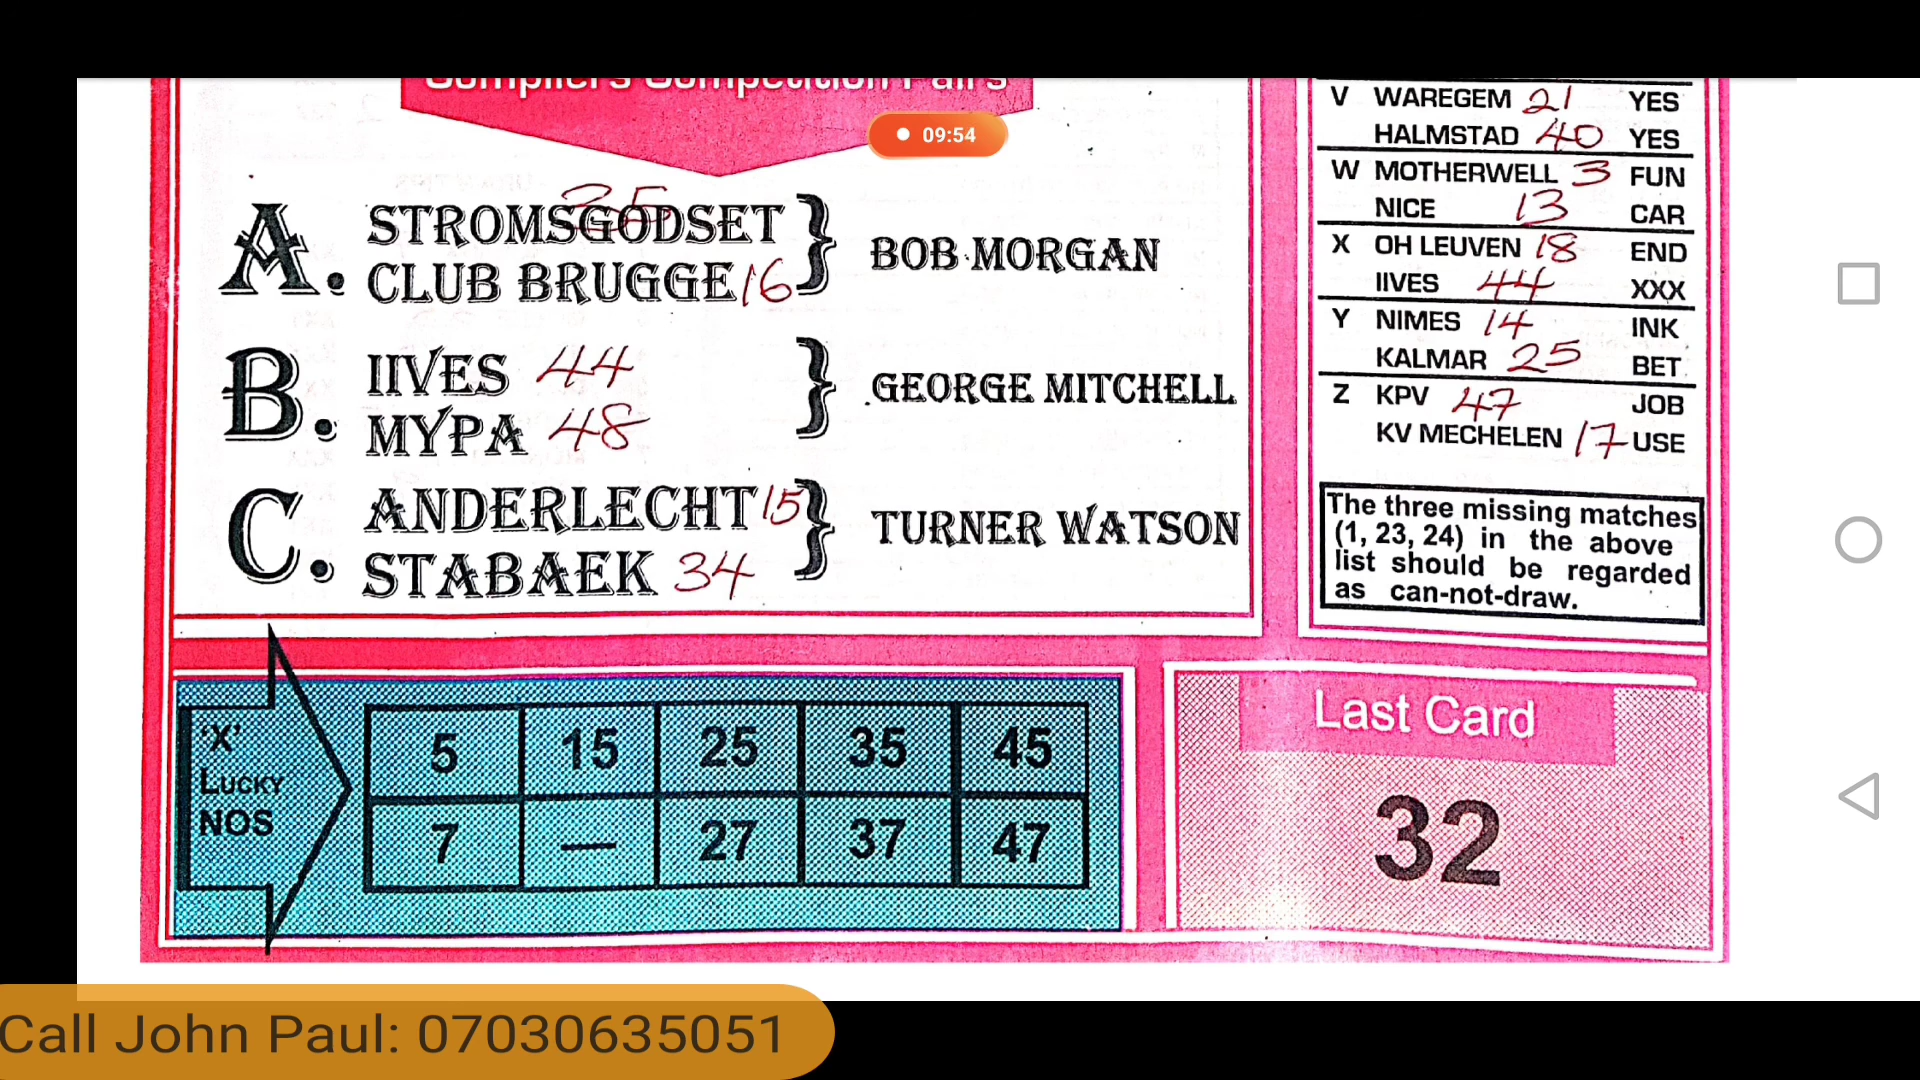 Compilers Competition Pairs
09:54
A. STROMSGODSET 35
CLUB BRUGGE 16
} BOB MORGAN
B. IIVES 44
MYPA 48
} GEORGE MITCHELL
C. ANDERLECHT 15
STABAEK 34
} TURNER WATSON
V WAREGEM 21 YES
HALMSTAD 40 YES
W MOTHERWELL 3 FUN
NICE 13 CAR
X OH LEUVEN 18 END
IIVES 44 XXX
Y NIMES 14 INK
KALMAR 25 BET
Z KPV 47 JOB
KV MECHELEN 17 USE
The three missing matches
(1, 23, 24) in the above
list should be regarded
as can-not-draw.
'X'
LUCKY
NOS
5 15 25 35 45
7 — 27 37 47
Last Card
32
Call John Paul: 07030635051